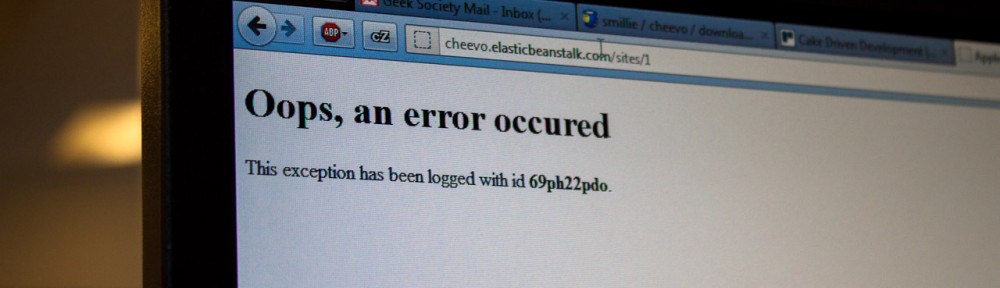 Geek Society Mail - Inbox (...
smillie / cheevo / downloa...
Cake Driven Development |...
Appl
ABP
cZ
cheevo.elasticbeanstalk.com/sites/1
Oops, an error occured
This exception has been logged with id 69ph22pdo.